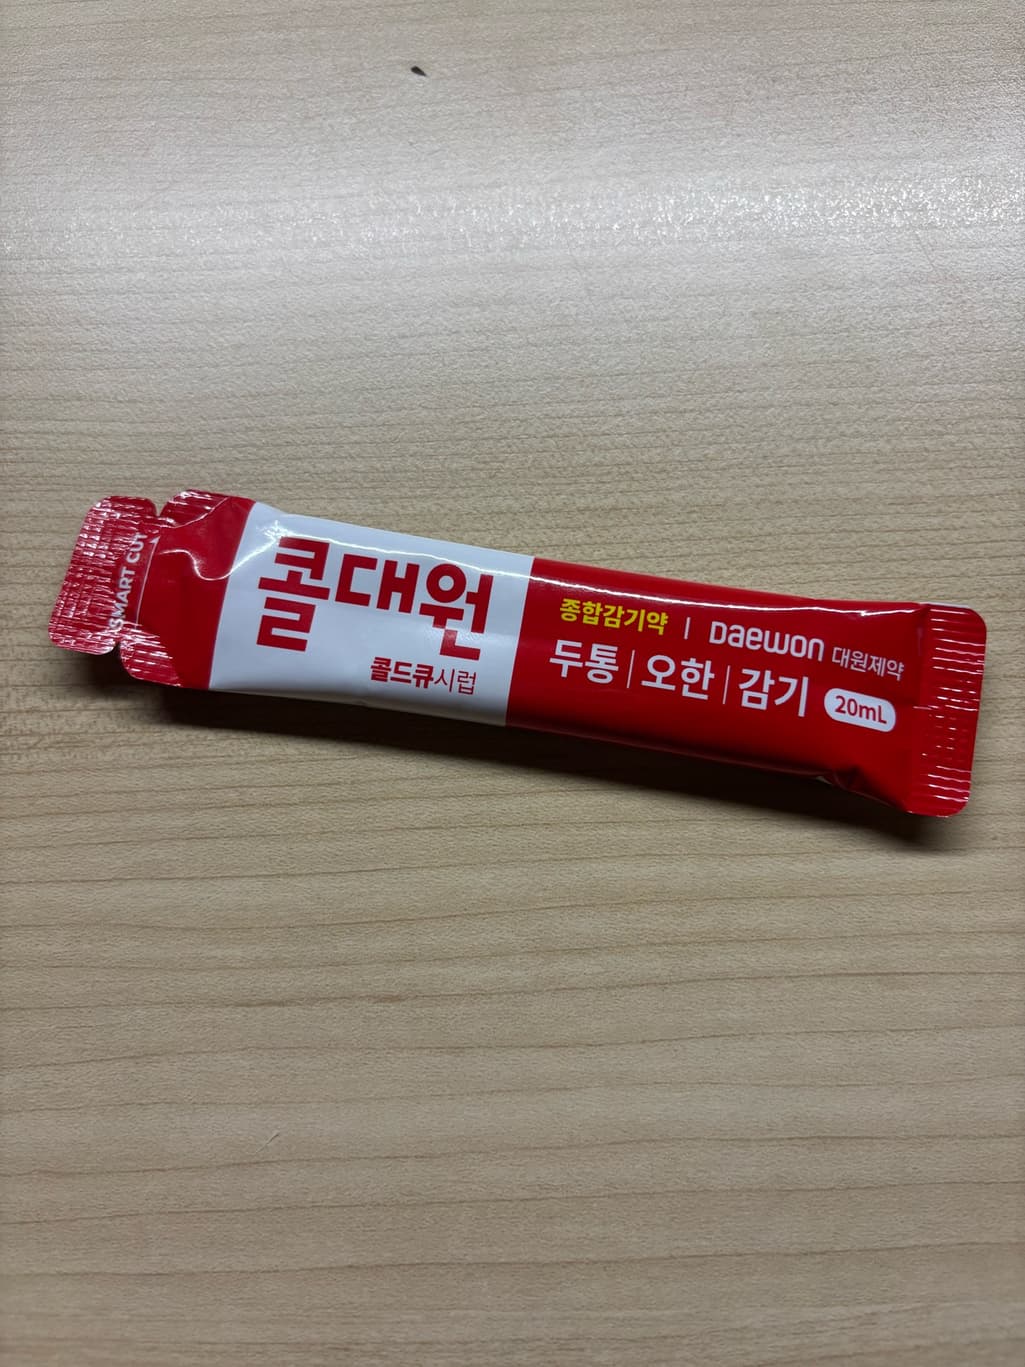 SMART CUT
콜대원
콜드큐시럽
종합감기약 | Daewon 대원제약
두통 | 오한 | 감기 20mL